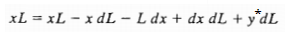 xL = xL − x dL − L dx + dx dL + y*dL